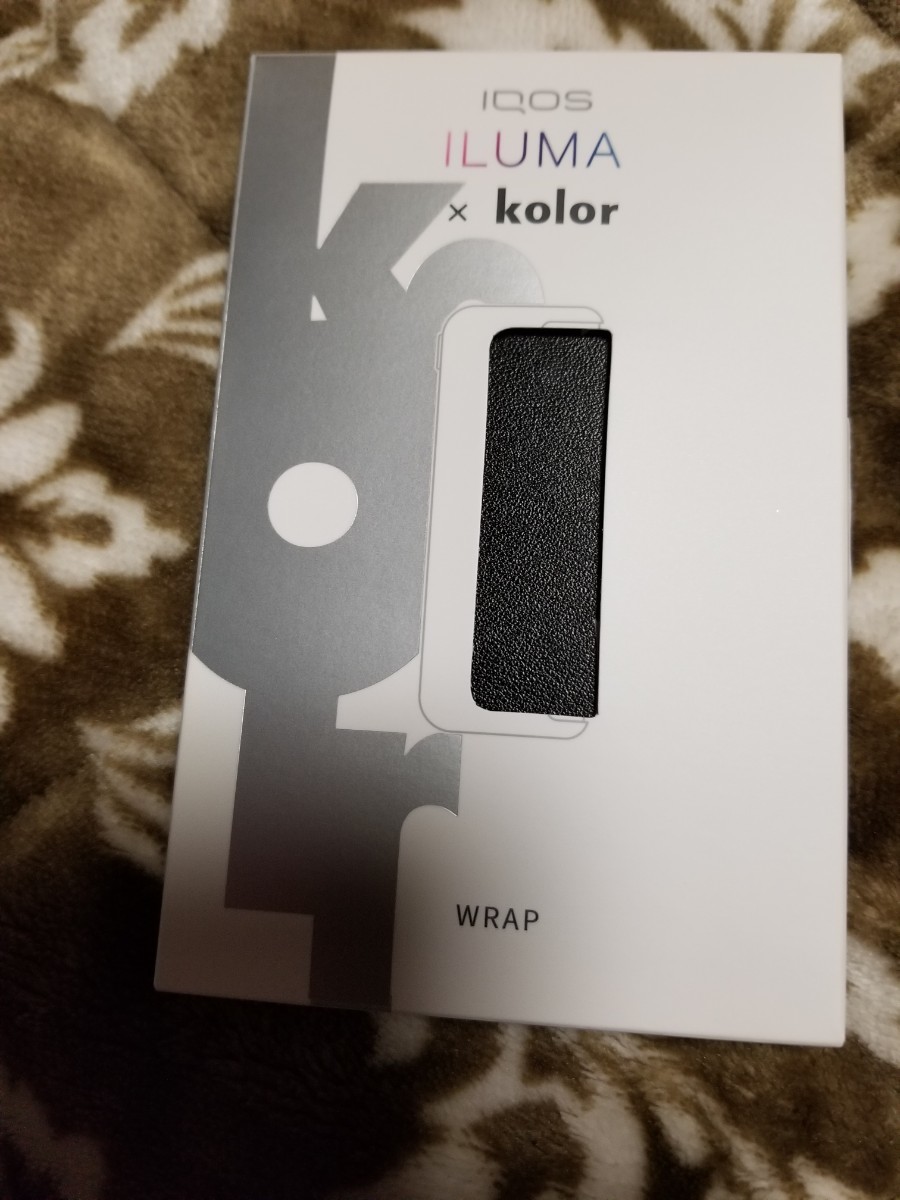 IQOS
ILUMA
× kolor
WRAP